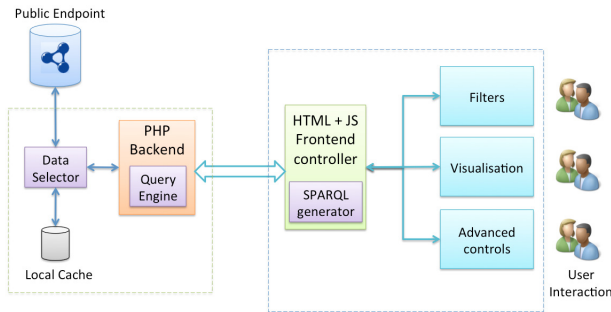 Public Endpoint
Data
Selector
Local Cache
PHP
Backend
Query
Engine
HTML + JS
Frontend
controller
SPARQL
generator
Filters
Visualisation
Advanced
controls
User
Interaction